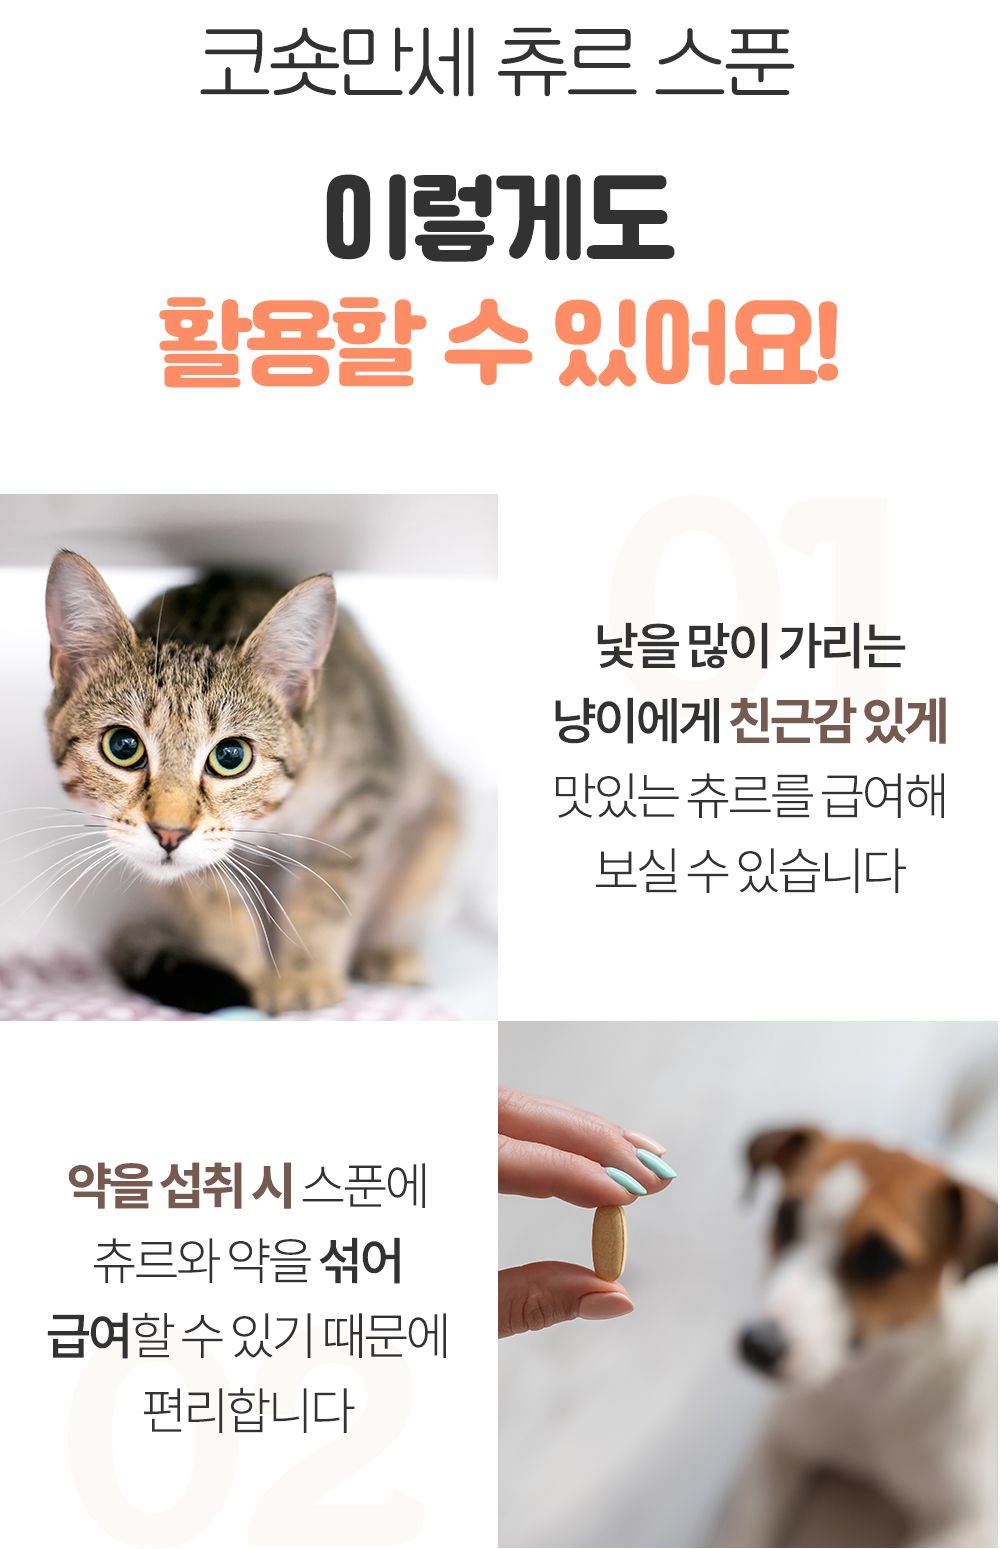 코숏만세 츄르 스푼
이렇게도
활용할 수 있어요!
01
낯을 많이 가리는
냥이에게 친근감 있게
맛있는 츄르를 급여해
보실 수 있습니다
약을 섭취 시 스푼에
츄르와 약을 섞어
급여할 수 있기 때문에
편리합니다
02